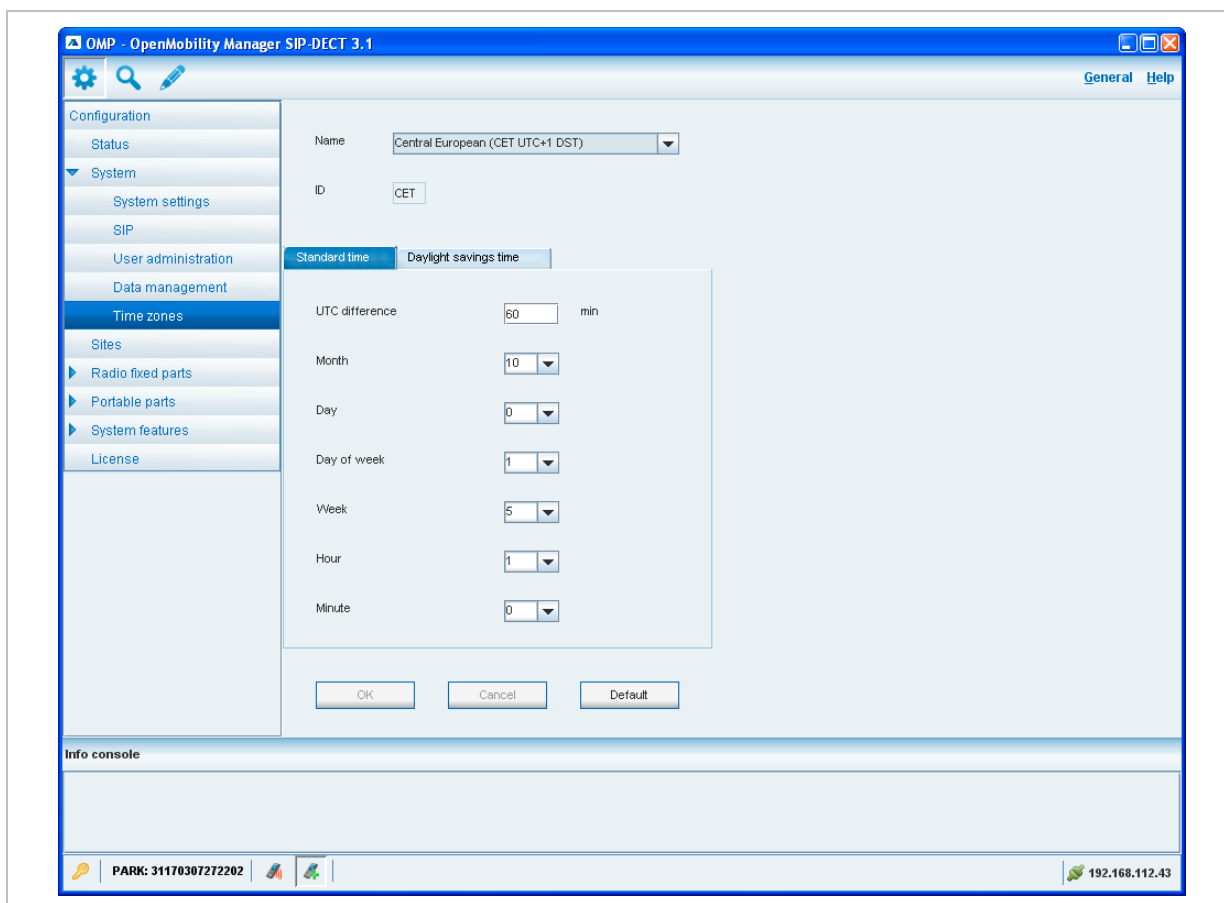 OMP - OpenMobility Manager SIP-DECT 3.1
General Help
Configuration
Status
System
System settings
SIP
User administration
Data management
Time zones
Sites
Radio fixed parts
Portable parts
System features
License
Name Central European (CET UTC+1 DST)
ID CET
Standard time Daylight savings time
UTC difference 60 min
Month 10
Day 0
Day of week 1
Week 5
Hour 1
Minute 0
OK Cancel Default
Info console
PARK: 31170307272202 192.168.112.43